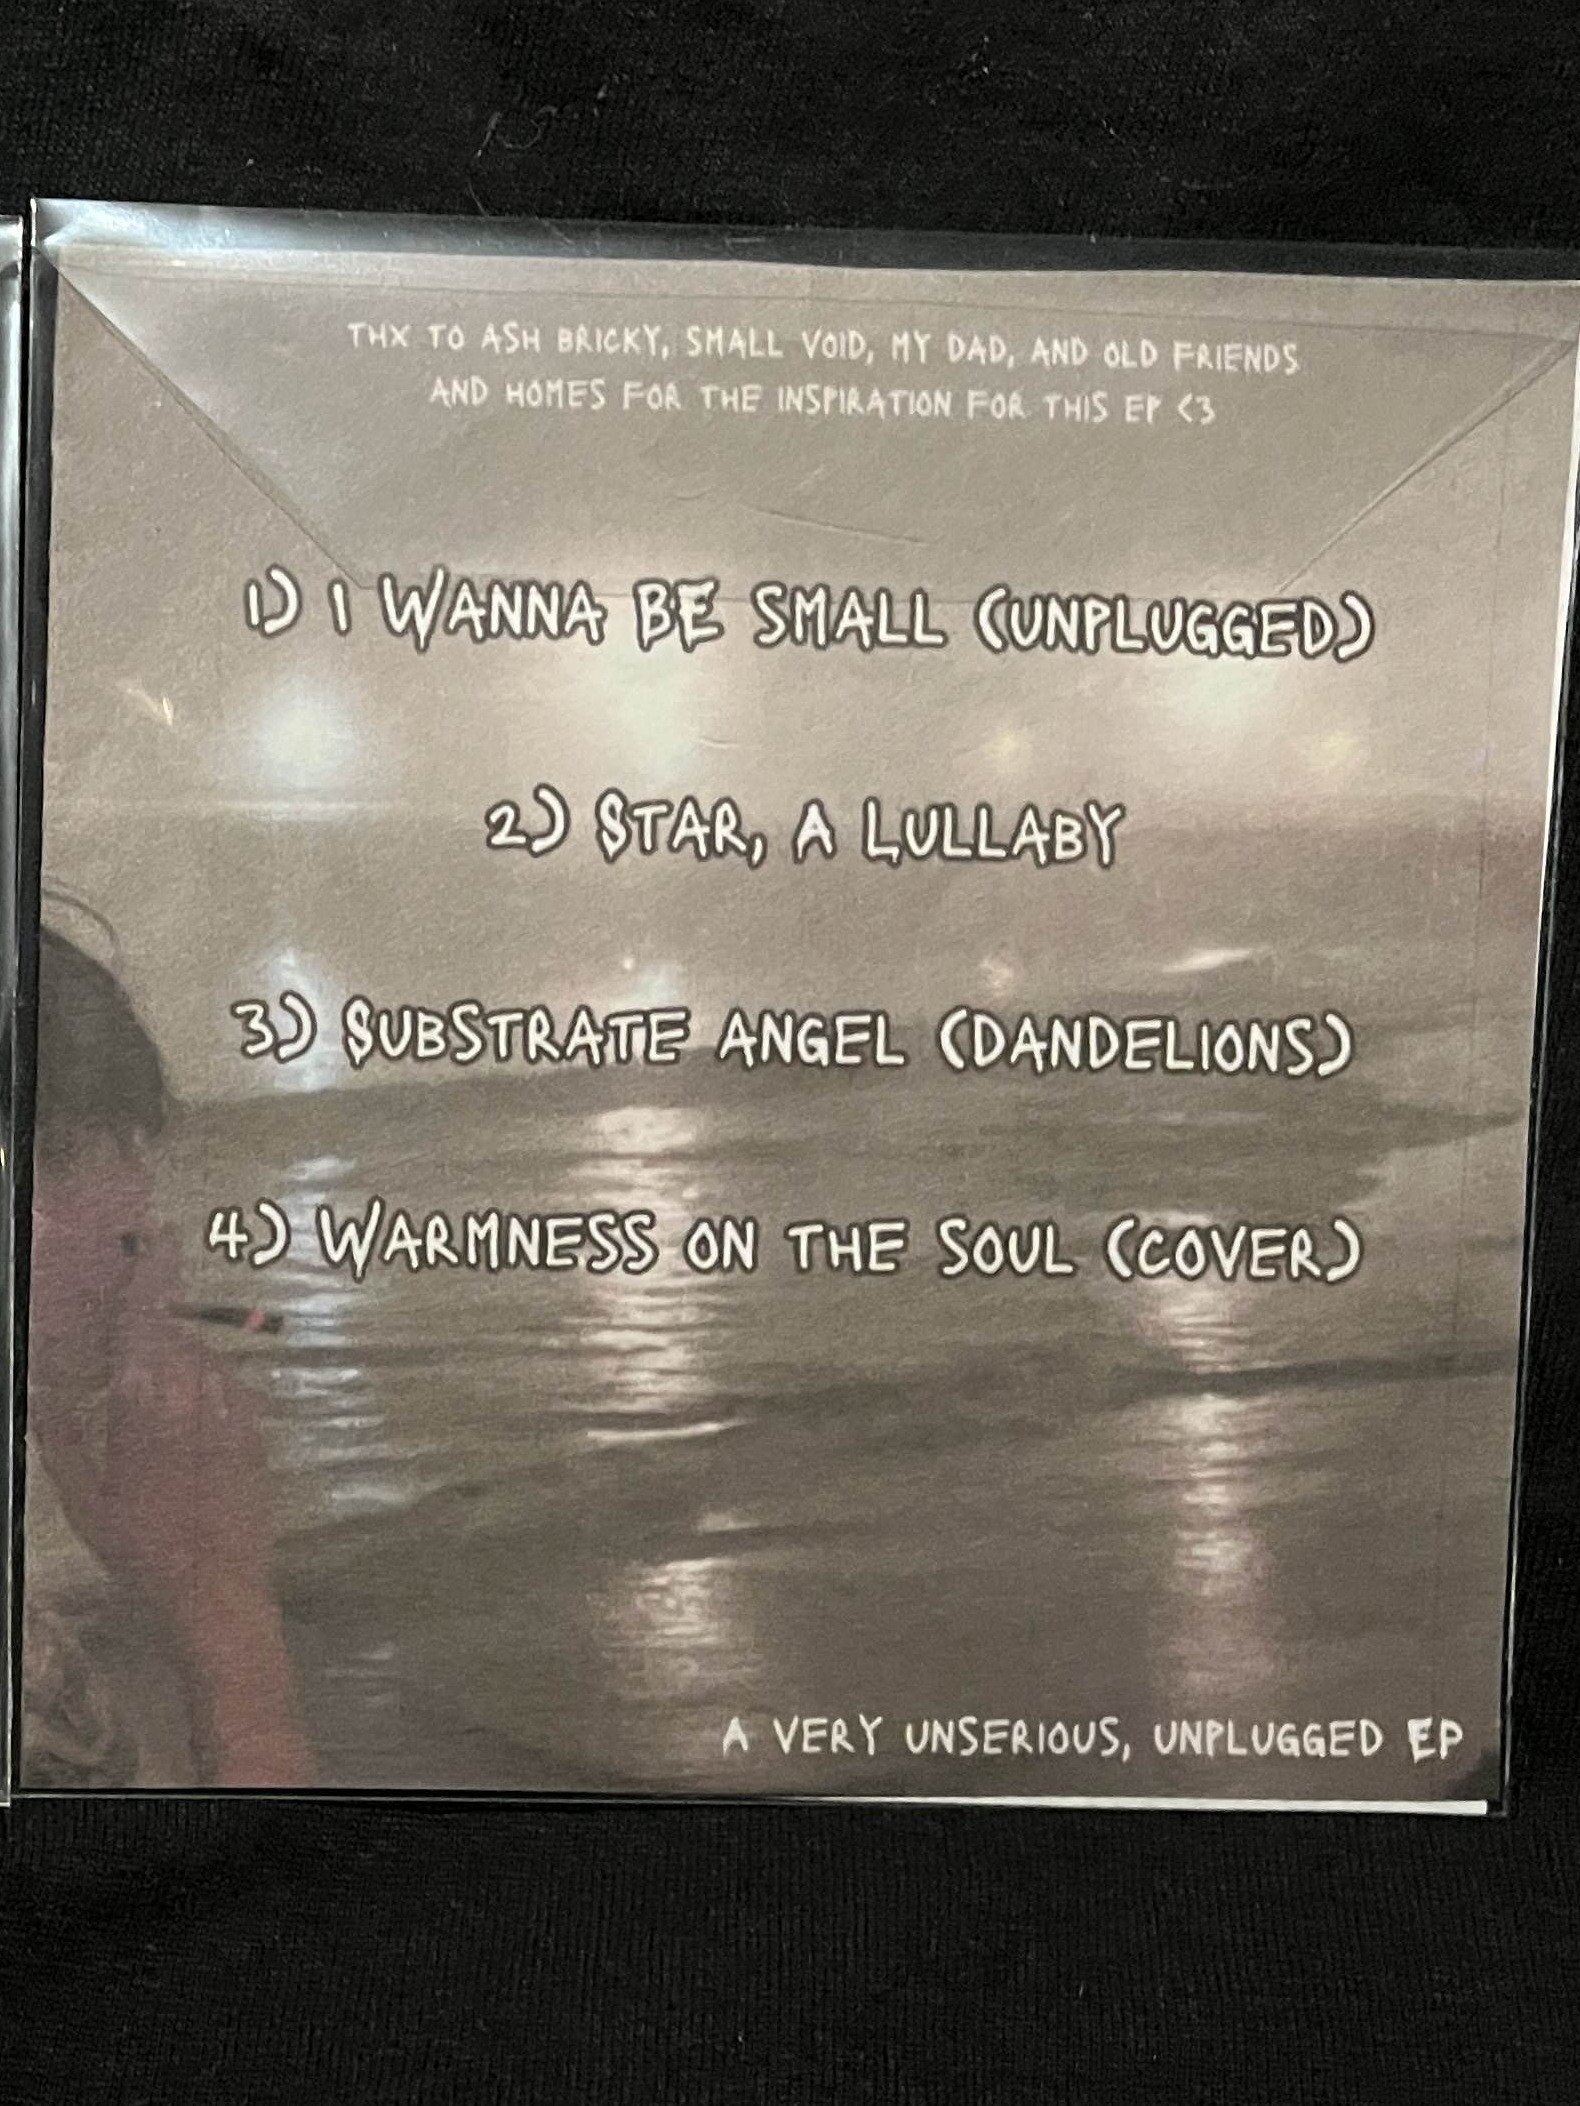 THX TO ASH BRICKY, SMALL VOID, MY DAD, AND OLD FRIENDS
AND HOMES FOR THE INSPIRATION FOR THIS EP <3
1) I WANNA BE SMALL (UNPLUGGED)
2) STAR, A LULLABY
3) SUBSTRATE ANGEL (DANDELIONS)
4) WARMNESS ON THE SOUL (COVER)
A VERY UNSERIOUS, UNPLUGGED EP